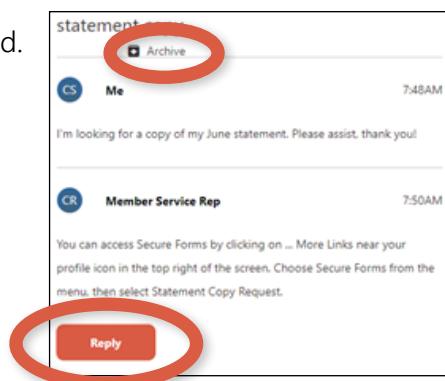 d.
statement copy
Archive
CS Me 7:48AM
I'm looking for a copy of my June statement. Please assist, thank you!
CR Member Service Rep 7:50AM
You can access Secure Forms by clicking on ... More Links near your
profile icon in the top right of the screen. Choose Secure Forms from the
menu, then select Statement Copy Request.
Reply